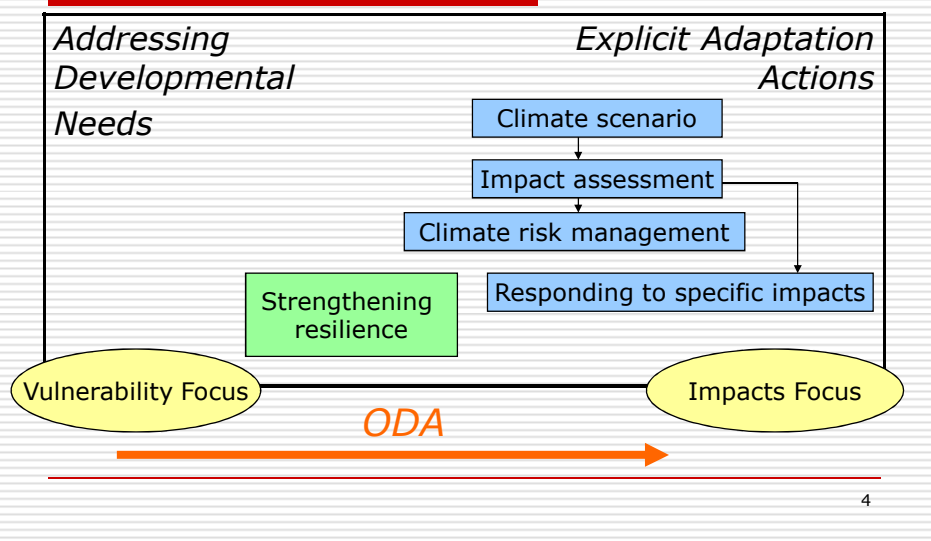 Addressing
Developmental
Needs
Explicit Adaptation
Actions
Climate scenario
Impact assessment
Climate risk management
Responding to specific impacts
Strengthening
resilience
Vulnerability Focus
Impacts Focus
ODA
4